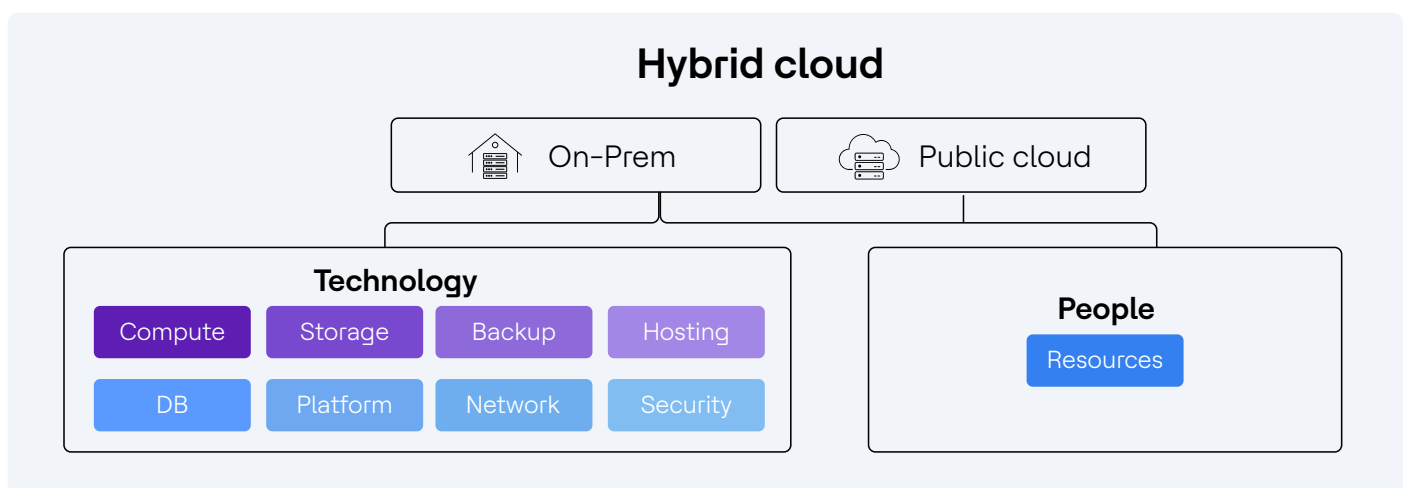 Hybrid cloud
On-Prem
Public cloud
Technology
Compute
Storage
Backup
Hosting
DB
Platform
Network
Security
People
Resources